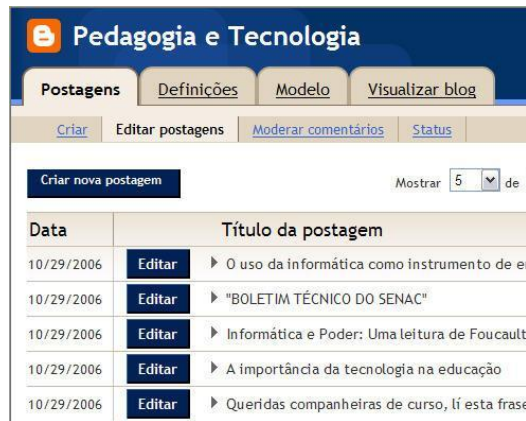 Pedagogia e Tecnologia
Postagens Definições Modelo Visualizar blog
Criar Editar postagens Moderar comentários Status
Criar nova postagem Mostrar 5 de
Data Título da postagem
10/29/2006 Editar O uso da informática como instrumento de
10/29/2006 Editar "BOLETIM TÉCNICO DO SENAC"
10/29/2006 Editar Informática e Poder: Uma leitura de Foucault
10/29/2006 Editar A importância da tecnologia na educação
10/29/2006 Editar Queridas companheiras de curso, lí esta frase